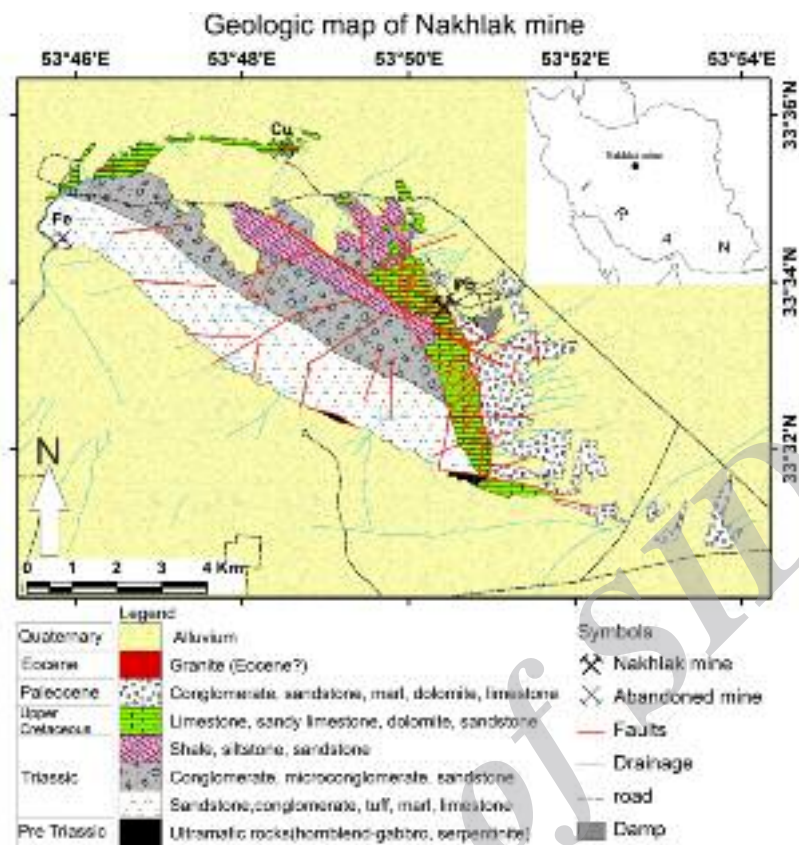 Geologic map of Nakhlak mine
53°46'E 53°48'E 53°50'E 53°52'E 53°54'E
33°36'N
Cu
Nakhlak mine
N
Fe
Pb
33°34'N
33°32'N
N
0 1 2 3 4 Km
Legend
Quaternary Alluvium
Eocene Granite (Eocene?)
Paleocene Conglomerate, sandstone, marl, dolomite, limestone
Upper Cretaceous Limestone, sandy limestone, dolomite, sandstone
Shale, siltstone, sandstone
Triassic Conglomerate, microconglomerate, sandstone
Sandstone,conglomerate, tuff, marl, limestone
Pre Triassic Ultramafic rocks(hornblend-gabbro, serpentinite)
Symbols
Nakhlak mine
Abandoned mine
Faults
Drainage
road
Damp
of SID